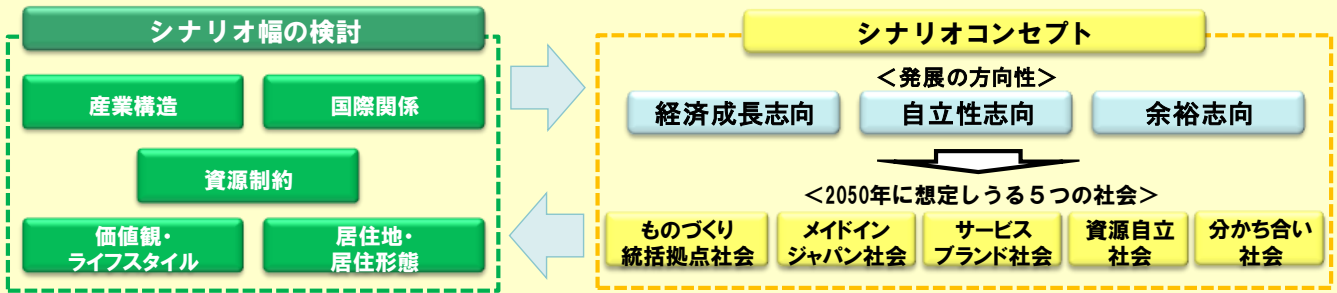 シナリオ幅の検討
産業構造
国際関係
資源制約
価値観・
ライフスタイル
居住地・
居住形態
シナリオコンセプト
＜発展の方向性＞
経済成長志向
自立性志向
余裕志向
＜2050年に想定しうる５つの社会＞
ものづくり
統括拠点社会
メイドイン
ジャパン社会
サービス
ブランド社会
資源自立
社会
分かち合い
社会